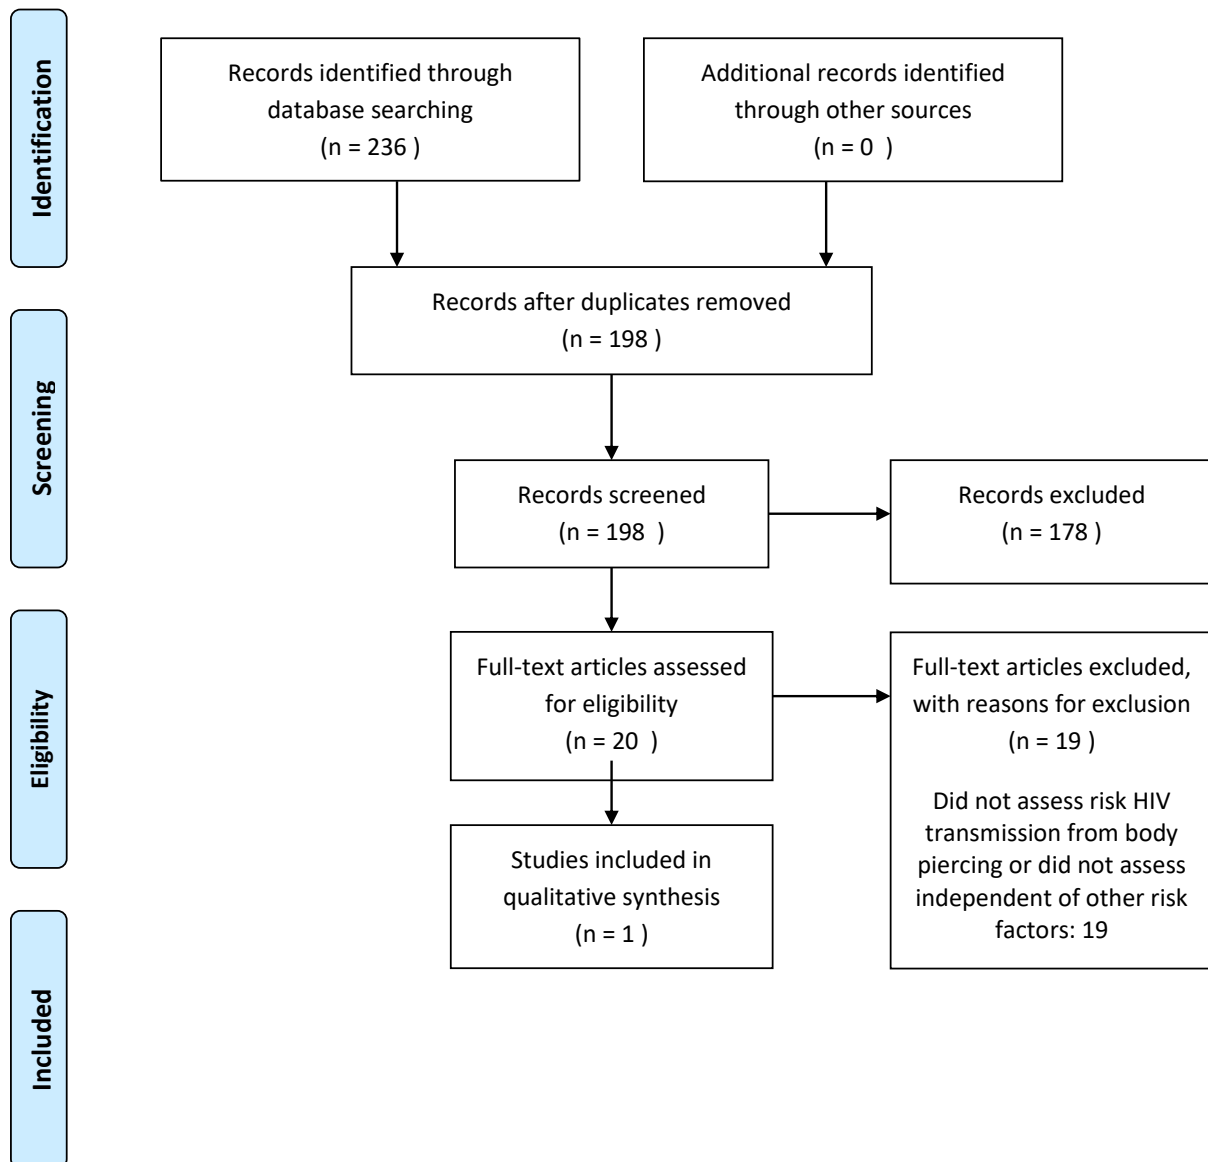 Identification
Records identified through
database searching
(n = 236 )
Additional records identified
through other sources
(n = 0 )
Records after duplicates removed
(n = 198 )
Screening
Records screened
(n = 198 )
Records excluded
(n = 178 )
Eligibility
Full-text articles assessed
for eligibility
(n = 20 )
Full-text articles excluded,
with reasons for exclusion
(n = 19 )
Did not assess risk HIV
transmission from body
piercing or did not assess
independent of other risk
factors: 19
Included
Studies included in
qualitative synthesis
(n = 1 )